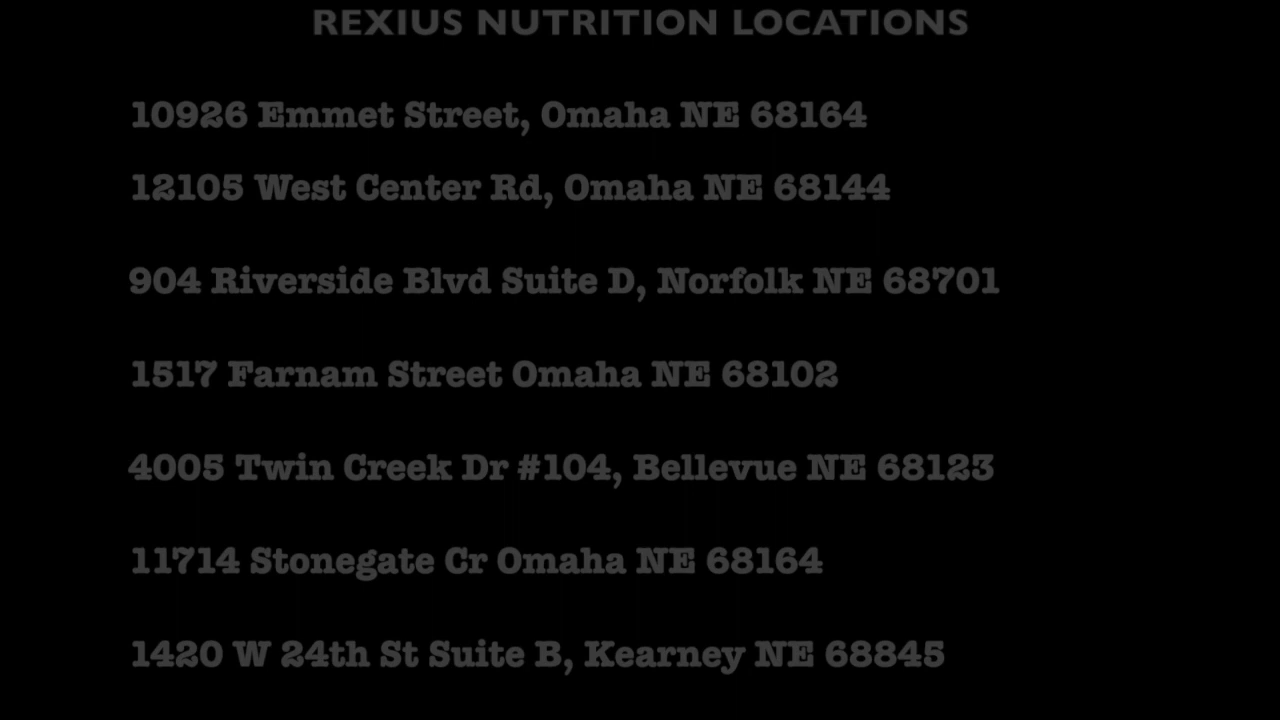 REXIUS NUTRITION LOCATIONS
10926 Emmet Street, Omaha NE 68164
12105 West Center Rd, Omaha NE 68144
904 Riverside Blvd Suite D, Norfolk NE 68701
1517 Farnam Street Omaha NE 68102
4005 Twin Creek Dr #104, Bellevue NE 68123
11714 Stonegate Cr Omaha NE 68164
1420 W 24th St Suite B, Kearney NE 68845